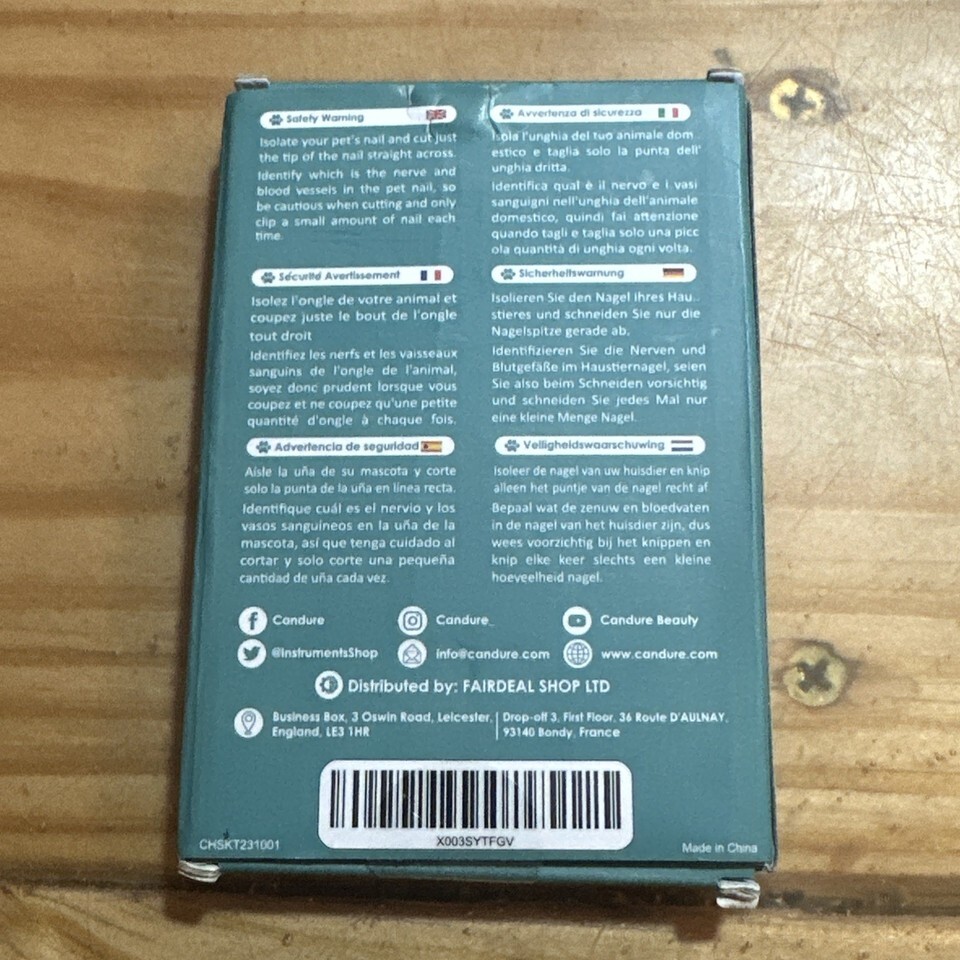 Safety Warning
Isolate your pet's nail and cut just
the tip of the nail straight across.
Identify which is the nerve and
blood vessels in the pet nail, so
be cautious when cutting and only
clip a small amount of nail each
time.
Avvertenza di sicurezza
Isola l'unghia del tuo animale dom..
estico e taglia solo la punta dell'
unghia dritta.
Identifica qual è il nervo e i vasi
sanguigni nell'unghia dell'animale
domestico, quindi fai attenzione
quando tagli e taglia solo una picc
ola quantità di unghia ogni volta.
Sécurité Avertissement
Isolez l'ongle de votre animal et
coupez juste le bout de l'ongle
tout droit
Identifiez les nerfs et les vaisseaux
sanguins de l'ongle de l'animal,
soyez donc prudent lorsque vous
coupez et ne coupez qu'une petite
quantité d'ongle à chaque fois.
Sicherheitswarnung
Isolieren Sie den Nagel Ihres Hau..
stieres und schneiden Sie nur die
Nagelspitze gerade ab.
Identifizieren Sie die Nerven und
Blutgefäße im Haustiernagel, seien
Sie also beim Schneiden vorsichtig
und schneiden Sie jedes Mal nur
eine kleine Menge Nagel.
Advertencia de seguridad
Aísle la uña de su mascota y corte
solo la punta de la uña en línea recta.
Identifique cuál es el nervio y los
vasos sanguíneos en la uña de la
mascota, así que tenga cuidado al
cortar y solo corte una pequeña
cantidad de uña cada vez.
Veiligheidswaarschuwing
Isoleer de nagel van uw huisdier en knip
alleen het puntje van de nagel recht af
Bepaal wat de zenuw en bloedvaten
in de nagel van het huisdier zijn, dus
wees voorzichtig bij het knippen en
knip elke keer slechts een kleine
hoeveelheid nagel.
Candure
Candure_
Candure Beauty
@InstrumentsShop
info@candure.com
www.candure.com
Distributed by: FAIRDEAL SHOP LTD
Business Box, 3 Oswin Road, Leicester,
England, LE3 1HR
Drop-off 3, First Floor, 36 Route D'AULNAY,
93140 Bondy, France
X003SYTFGV
CHSKT231001
Made in China